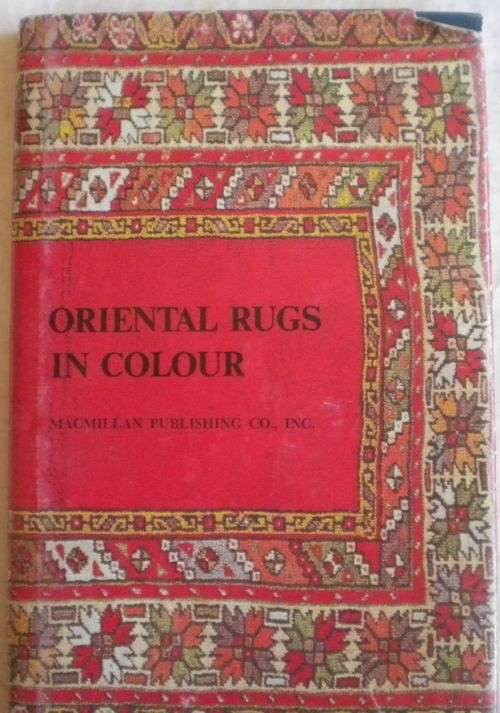 ORIENTAL RUGS
IN COLOUR
MACMILLAN PUBLISHING CO., INC.